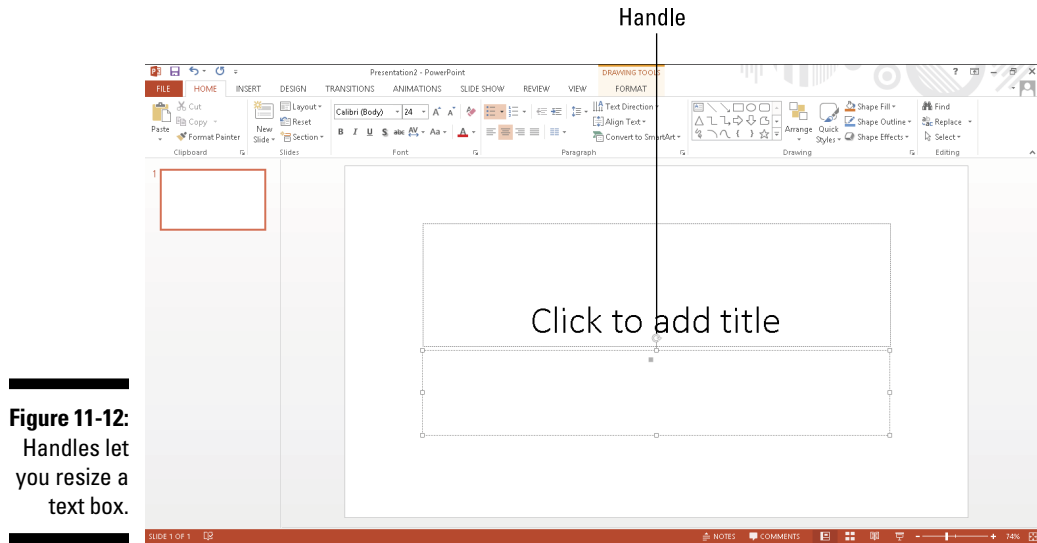 Handle
Presentation2 - PowerPoint
DRAWING TOOLS
?
FILE HOME INSERT DESIGN TRANSITIONS ANIMATIONS SLIDE SHOW REVIEW VIEW FORMAT
Cut Layout Calibri (Body) 24 Text Direction Shape Fill Find
Copy Reset Align Text Shape Outline Replace
Paste Format Painter New Slide Section B I U S abc AV Aa A Convert to SmartArt Arrange Quick Styles Shape Effects Select
Clipboard Slides Font Paragraph Drawing Editing
1
Click to add title
Figure 11-12:
Handles let
you resize a
text box.
SLIDE 1 OF 1 NOTES COMMENTS 74%